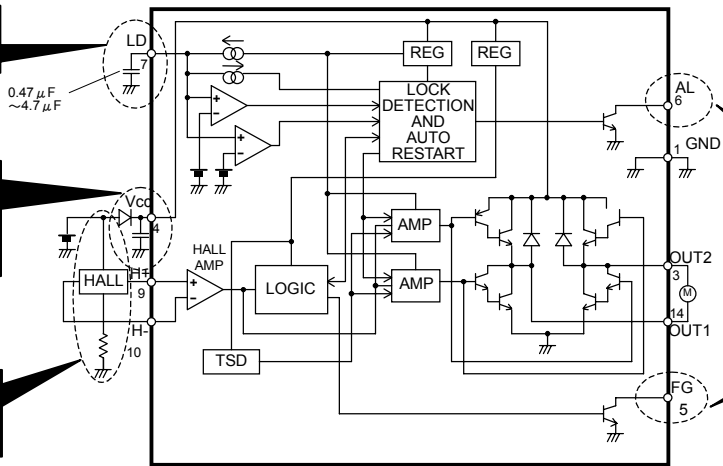 LD
7
0.47μF
～4.7μF
REG
REG
LOCK
DETECTION
AND
AUTO
RESTART
AL
6
1
GND
Vcc
4
HALL
H+
9
H-
10
HALL
AMP
LOGIC
TSD
AMP
AMP
OUT2
3
M
14
OUT1
FG
5